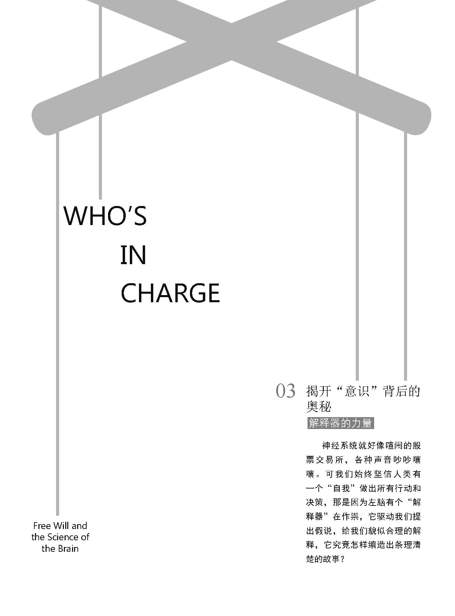 WHO'S
IN
CHARGE
03 揭开“意识”背后的
奥秘
解释器的力量
神经系统就好像喧闹的股
票交易所，各种声音吵吵嚷
嚷。可我们始终坚信人类有
一个“自我”做出所有行动和
决策，那是因为左脑有个“解
释器”在作祟，它驱动我们提
出假说，给我们貌似合理的解
释，它究竟怎样编造出条理清
楚的故事？
Free Will and
the Science of
the Brain